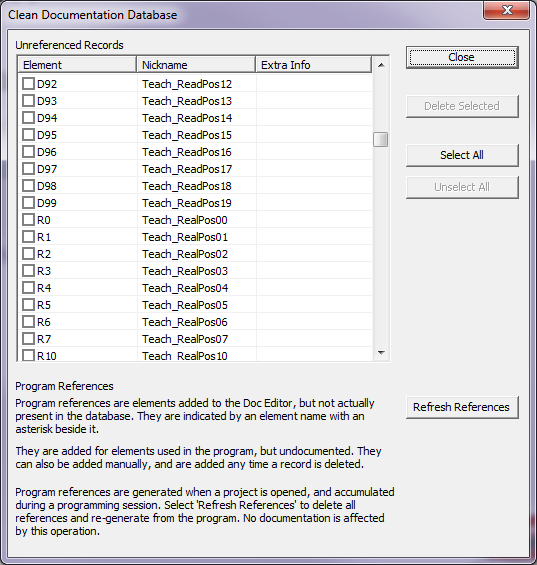 Clean Documentation Database
Unreferenced Records
Element Nickname Extra Info
D92 Teach_ReadPos12
D93 Teach_ReadPos13
D94 Teach_ReadPos14
D95 Teach_ReadPos15
D96 Teach_ReadPos16
D97 Teach_ReadPos17
D98 Teach_ReadPos18
D99 Teach_ReadPos19
R0 Teach_RealPos00
R1 Teach_RealPos01
R2 Teach_RealPos02
R3 Teach_RealPos03
R4 Teach_RealPos04
R5 Teach_RealPos05
R6 Teach_RealPos06
R7 Teach_RealPos07
R10 Teach_RealPos10
Close
Delete Selected
Select All
Unselect All
Program References
Program references are elements added to the Doc Editor, but not actually
present in the database. They are indicated by an element name with an
asterisk beside it.
They are added for elements used in the program, but undocumented. They
can also be added manually, and are added any time a record is deleted.
Program references are generated when a project is opened, and accumulated
during a programming session. Select 'Refresh References' to delete all
references and re-generate from the program. No documentation is affected
by this operation.
Refresh References